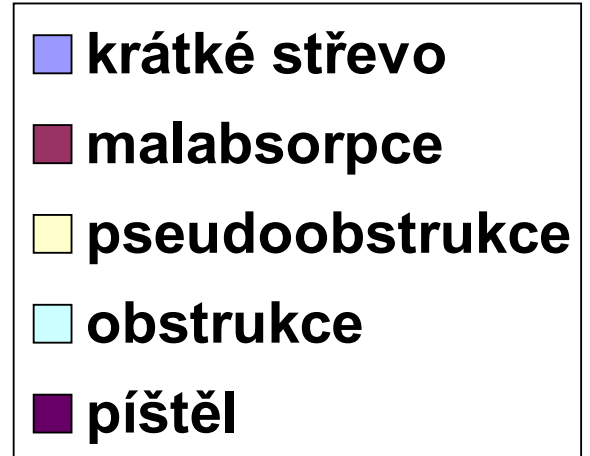 krátké střevo
malabsorpce
pseudoobstrukce
obstrukce
píštěl